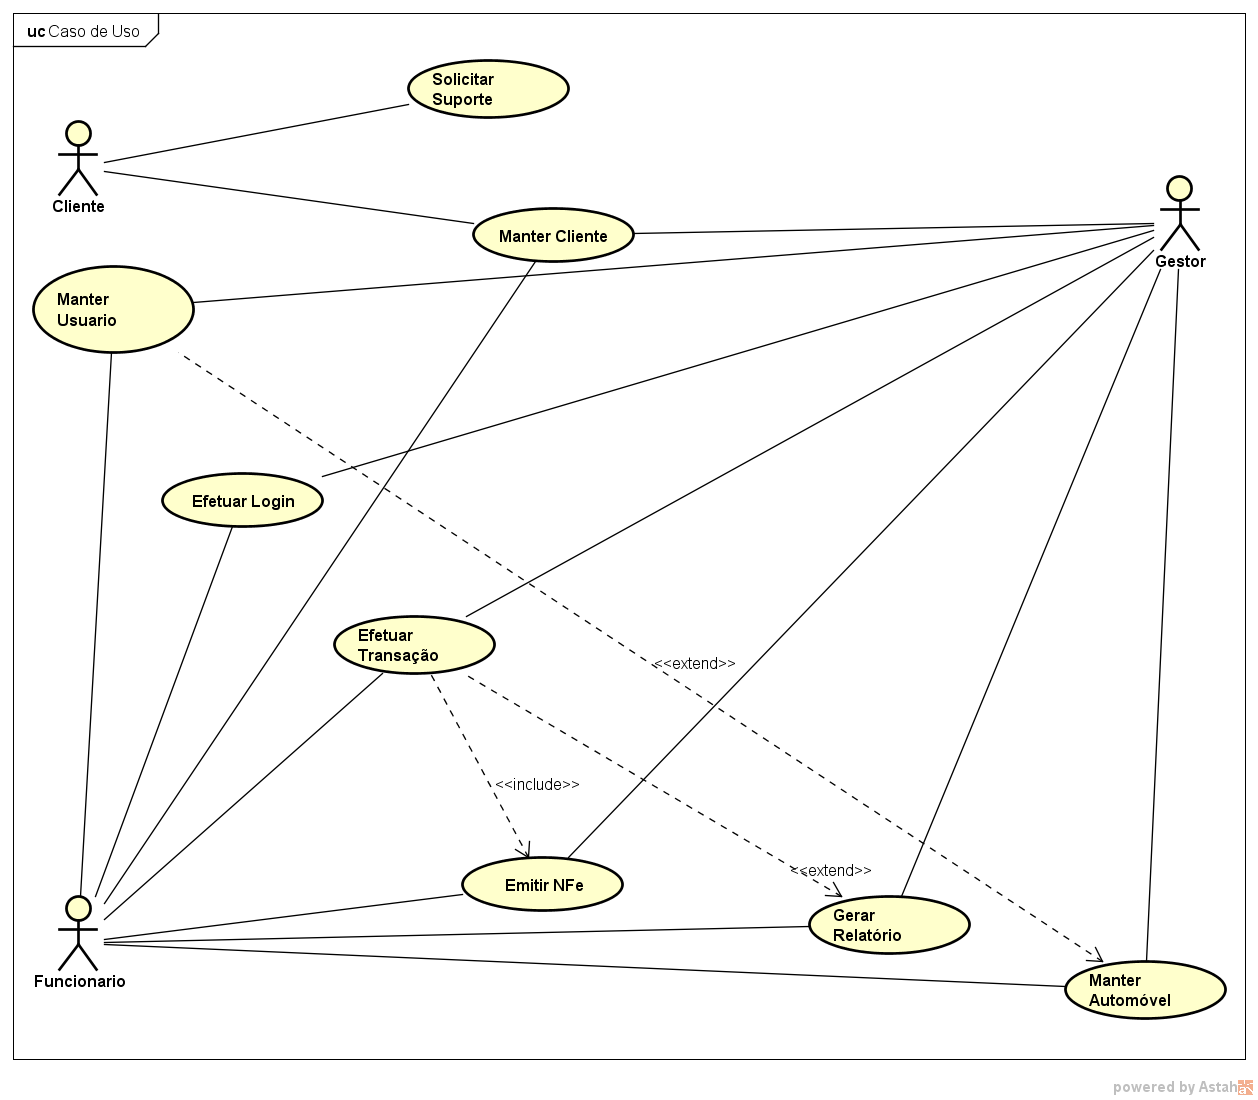 uc Caso de Uso
Solicitar
Suporte
Cliente
Manter Cliente
Gestor
Manter
Usuario
Efetuar Login
Efetuar
Transação
<<extend>>
<<include>>
<<extend>>
Emitir NFe
Gerar
Relatório
Funcionario
Manter
Automóvel
powered by Astah